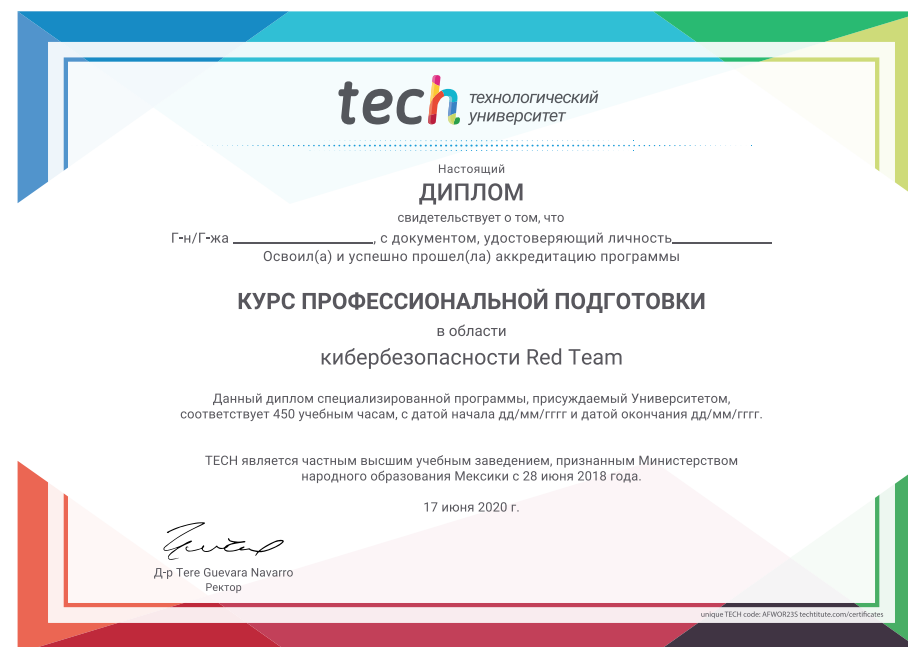 tech технологический
университет
Настоящий
ДИПЛОМ
свидетельствует о том, что
Г-н/Г-жа ____________________, с документом, удостоверяющий личность______________
Освоил(а) и успешно прошел(ла) аккредитацию программы
КУРС ПРОФЕССИОНАЛЬНОЙ ПОДГОТОВКИ
в области
кибербезопасности Red Team
Данный диплом специализированной программы, присуждаемый Университетом,
соответствует 450 учебным часам, с датой начала дд/мм/гггг и датой окончания дд/мм/гггг.
TECH является частным высшим учебным заведением, признанным Министерством
народного образования Мексики с 28 июня 2018 года.
17 июня 2020 г.
Д-р Tere Guevara Navarro
Ректор
unique TECH code: AFWOR23S techtitute.com/certificates